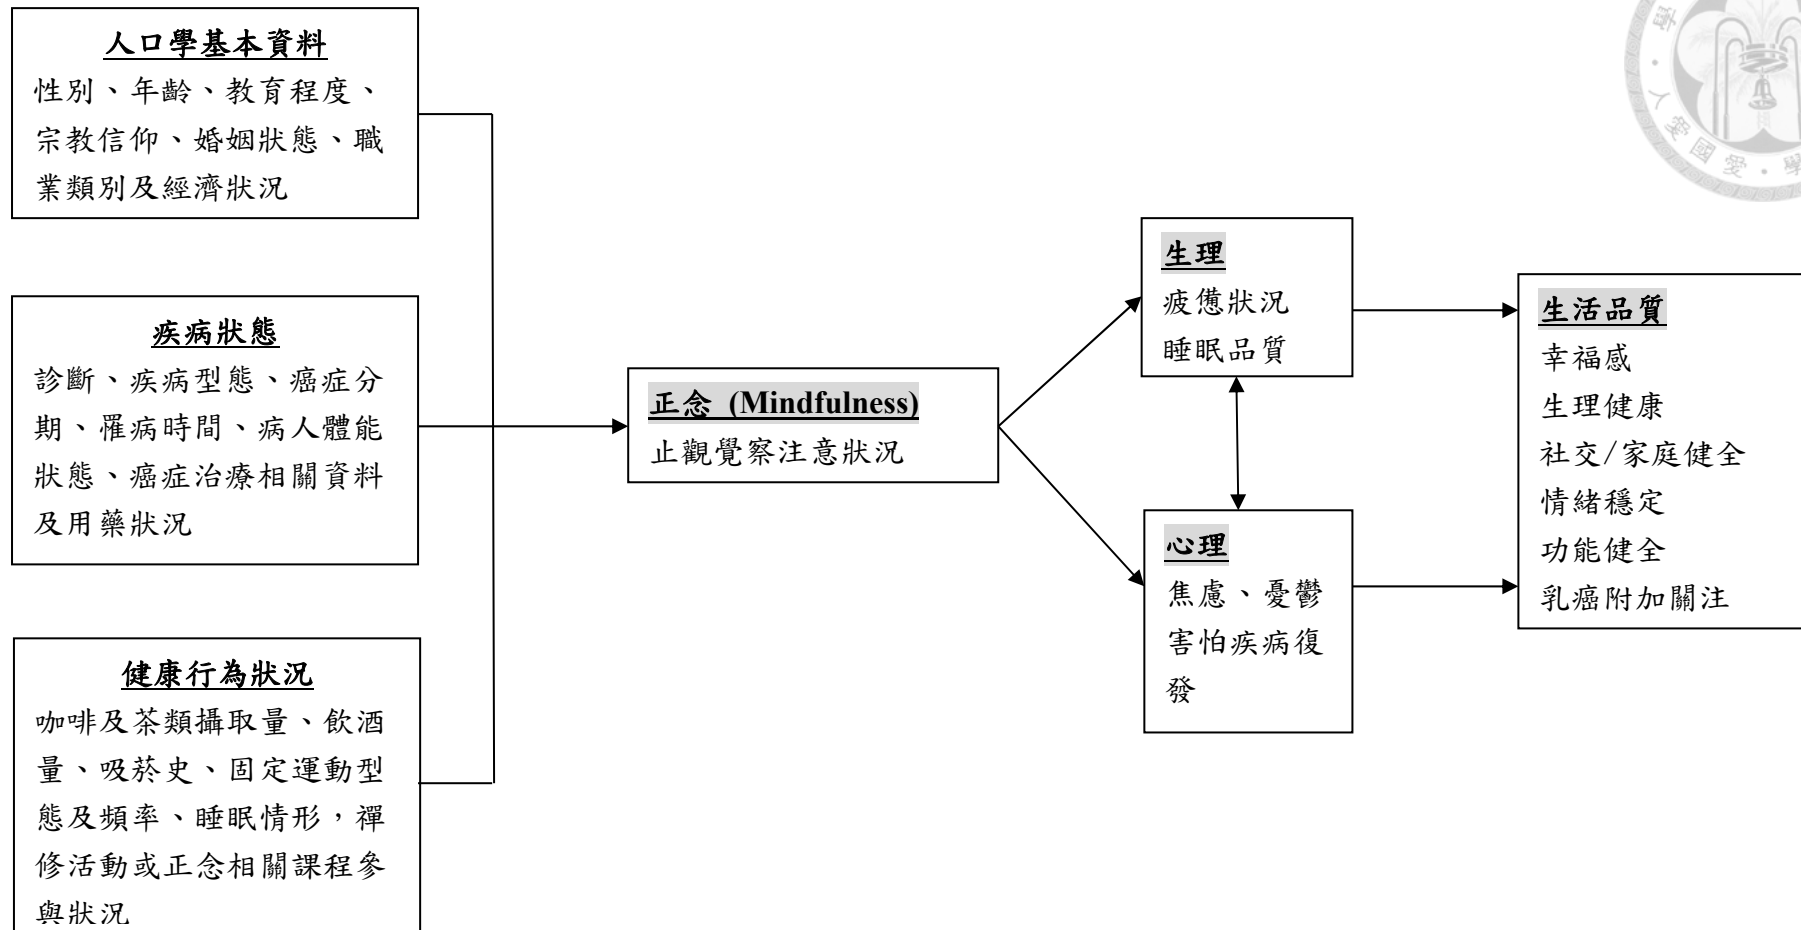 人口學基本資料
性別、年齡、教育程度、
宗教信仰、婚姻狀態、職
業類別及經濟狀況
疾病狀態
診斷、疾病型態、癌症分
期、罹病時間、病人體能
狀態、癌症治療相關資料
及用藥狀況
健康行為狀況
咖啡及茶類攝取量、飲酒
量、吸菸史、固定運動型
態及頻率、睡眠情形，禪
修活動或正念相關課程參
與狀況
正念 (Mindfulness)
止觀覺察注意狀況
生理
疲憊狀況
睡眠品質
心理
焦慮、憂鬱
害怕疾病復
發
生活品質
幸福感
生理健康
社交/家庭健全
情緒穩定
功能健全
乳癌附加關注
學
人
愛國愛學